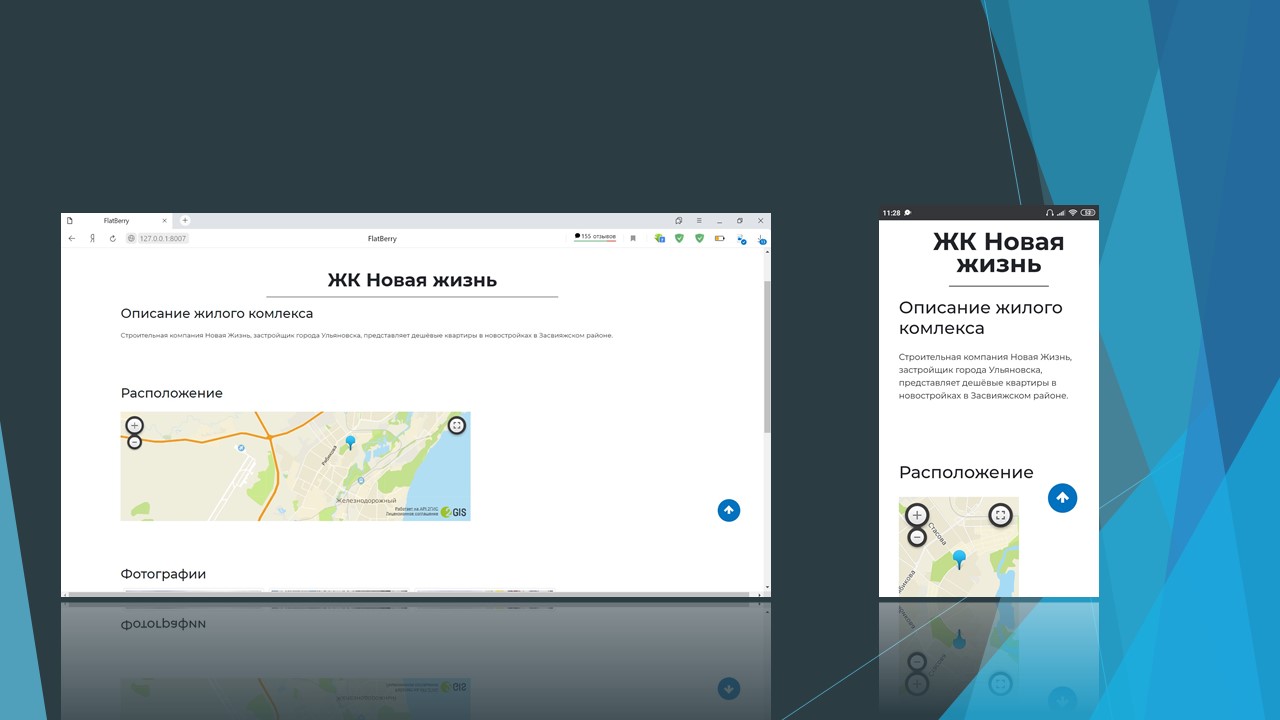 FlatBerry
127.0.0.1:8007
FlatBerry
155 отзывов
ЖК Новая жизнь
Описание жилого комлекса
Строительная компания Новая Жизнь, застройщик города Ульяновска, представляет дешёвые квартиры в новостройках в Засвияжском районе.
Расположение
Рябикова
Железнодорожный
Работает на API 2GIS
Лицензионное соглашение
2GIS
Фотографии
11:28
ЖК Новая
жизнь
Описание жилого
комлекса
Строительная компания Новая Жизнь,
застройщик города Ульяновска,
представляет дешёвые квартиры в
новостройках в Засвияжском районе.
Расположение
Стасова